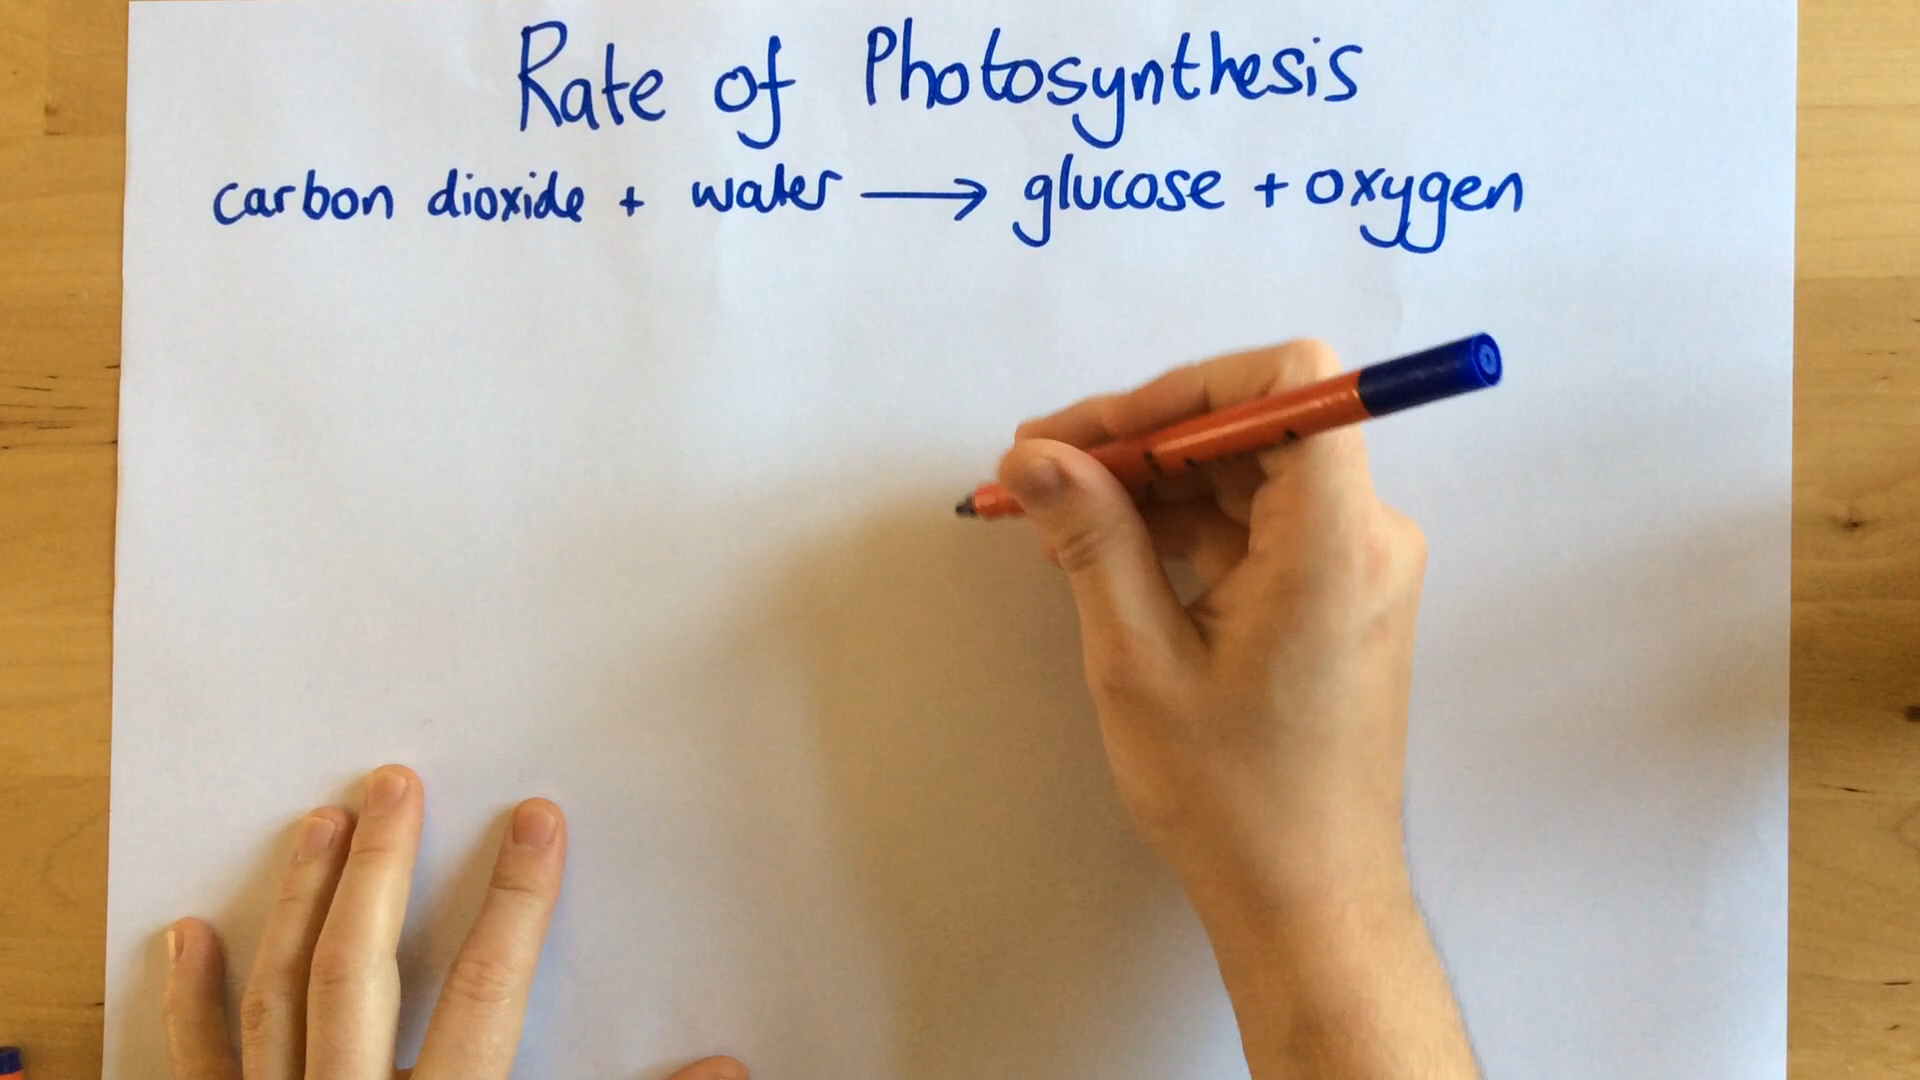 Rate of Photosynthesis
carbon dioxide + water → glucose + oxygen